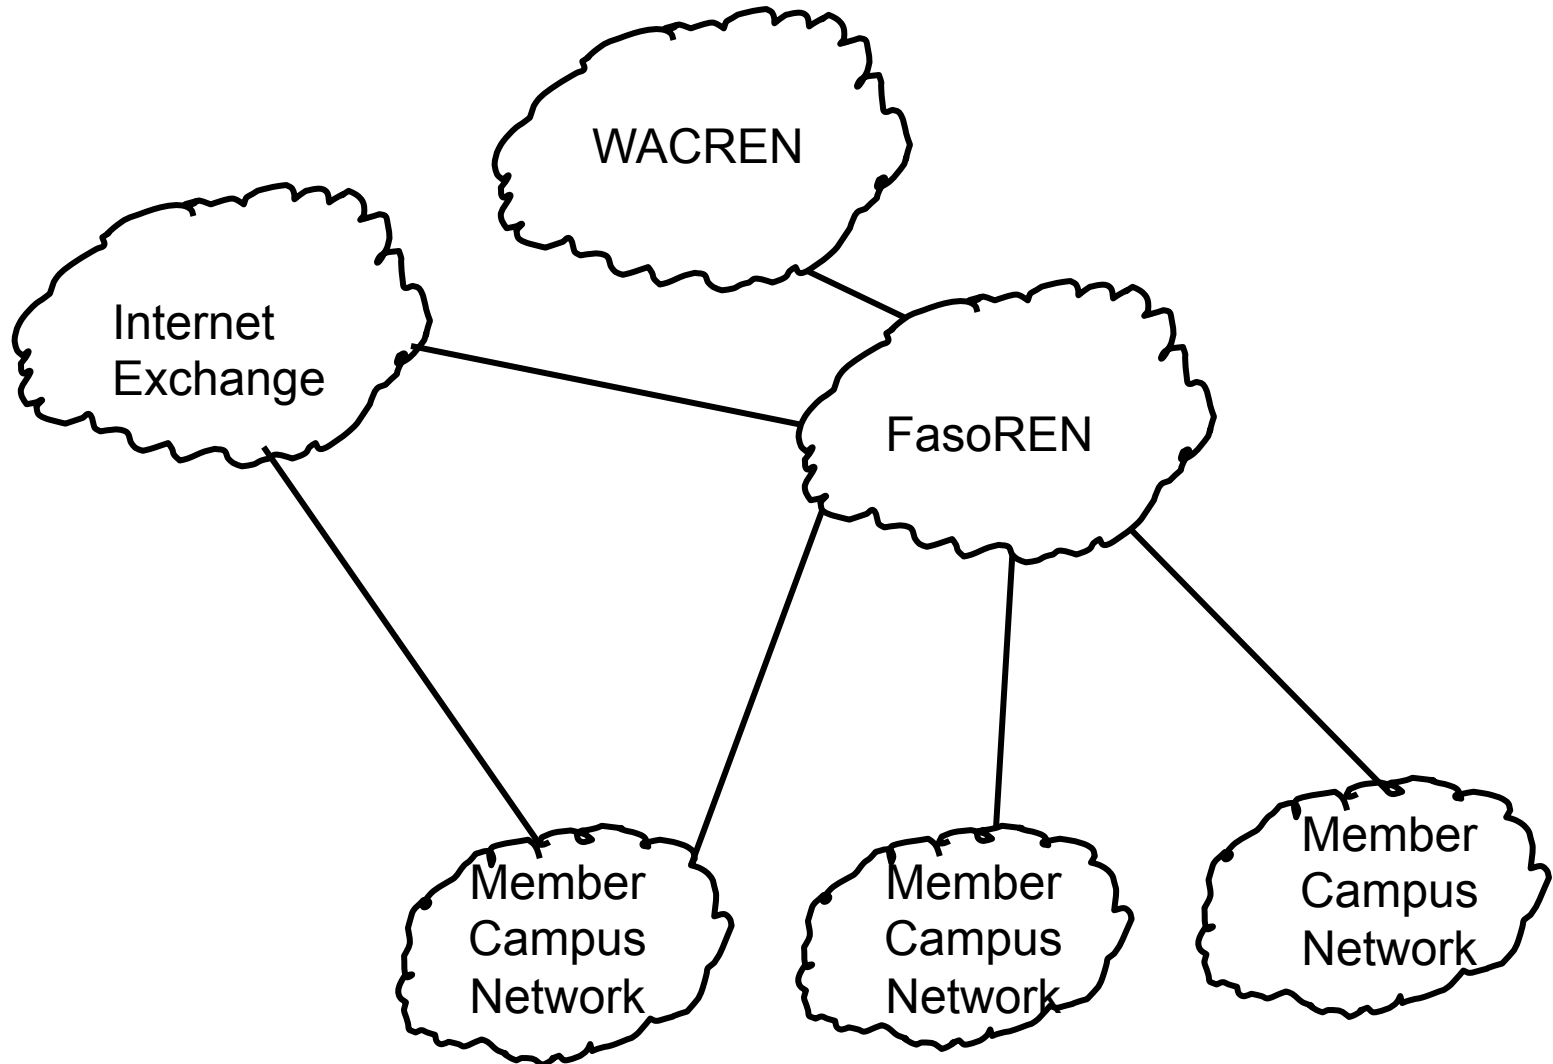 WACREN
Internet
Exchange
FasoREN
Member
Campus
Network
Member
Campus
Network
Member
Campus
Network